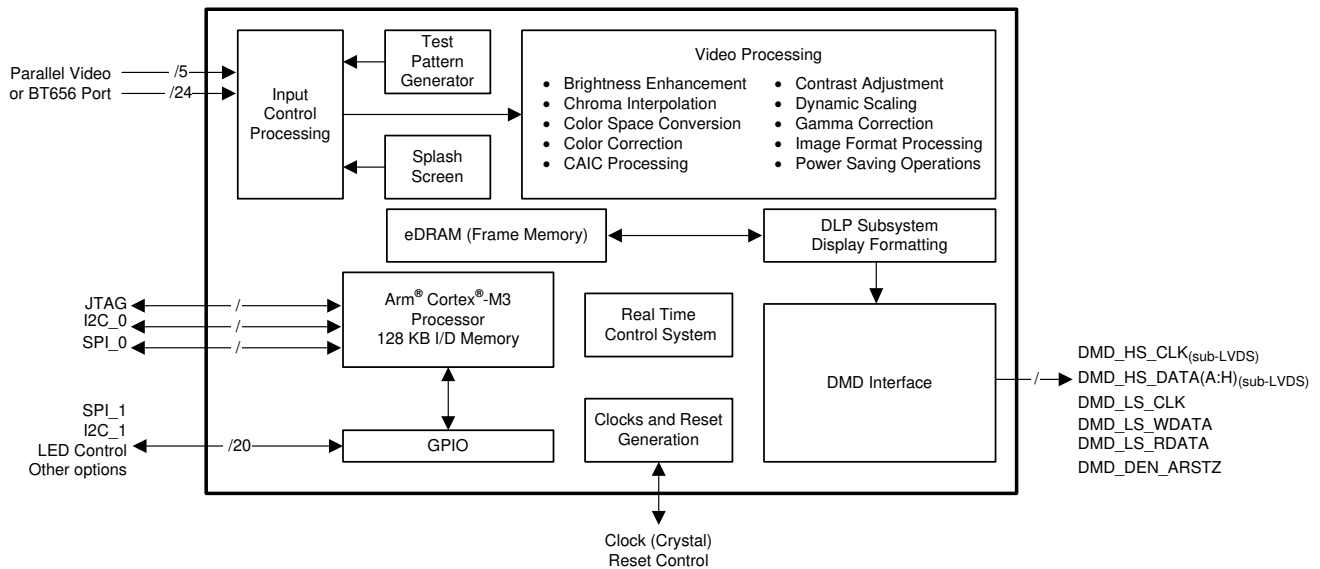 Parallel Video
or BT656 Port
/5
/24
Input
Control
Processing
Test
Pattern
Generator
Splash
Screen
Video Processing
• Brightness Enhancement
• Chroma Interpolation
• Color Space Conversion
• Color Correction
• CAIC Processing
• Contrast Adjustment
• Dynamic Scaling
• Gamma Correction
• Image Format Processing
• Power Saving Operations
eDRAM (Frame Memory)
DLP Subsystem
Display Formatting
JTAG
I2C_0
SPI_0
/
/
/
Arm® Cortex®-M3
Processor
128 KB I/D Memory
Real Time
Control System
DMD Interface
/
DMD_HS_CLK(sub-LVDS)
DMD_HS_DATA(A:H)(sub-LVDS)
DMD_LS_CLK
DMD_LS_WDATA
DMD_LS_RDATA
DMD_DEN_ARSTZ
SPI_1
I2C_1
LED Control
Other options
/20
GPIO
Clocks and Reset
Generation
Clock (Crystal)
Reset Control